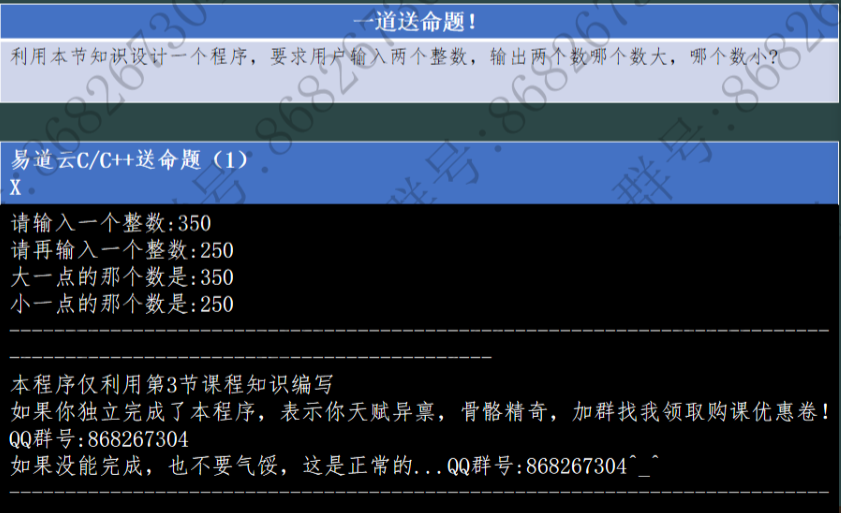 一道送命题！
利用本节知识设计一个程序，要求用户输入两个整数，输出两个数哪个数大，哪个数小?
易道云C/C++送命题（1）
X
请输入一个整数:350
请再输入一个整数:250
大一点的那个数是:350
小一点的那个数是:250
--------------------------------------------------------------------------
-------------------------------------------
本程序仅利用第3节课程知识编写
如果你独立完成了本程序，表示你天赋异禀，骨骼精奇，加群找我领取购课优惠卷！
QQ群号:868267304
如果没能完成，也不要气馁，这是正常的...QQ群号:868267304^_^
--------------------------------------------------------------------------